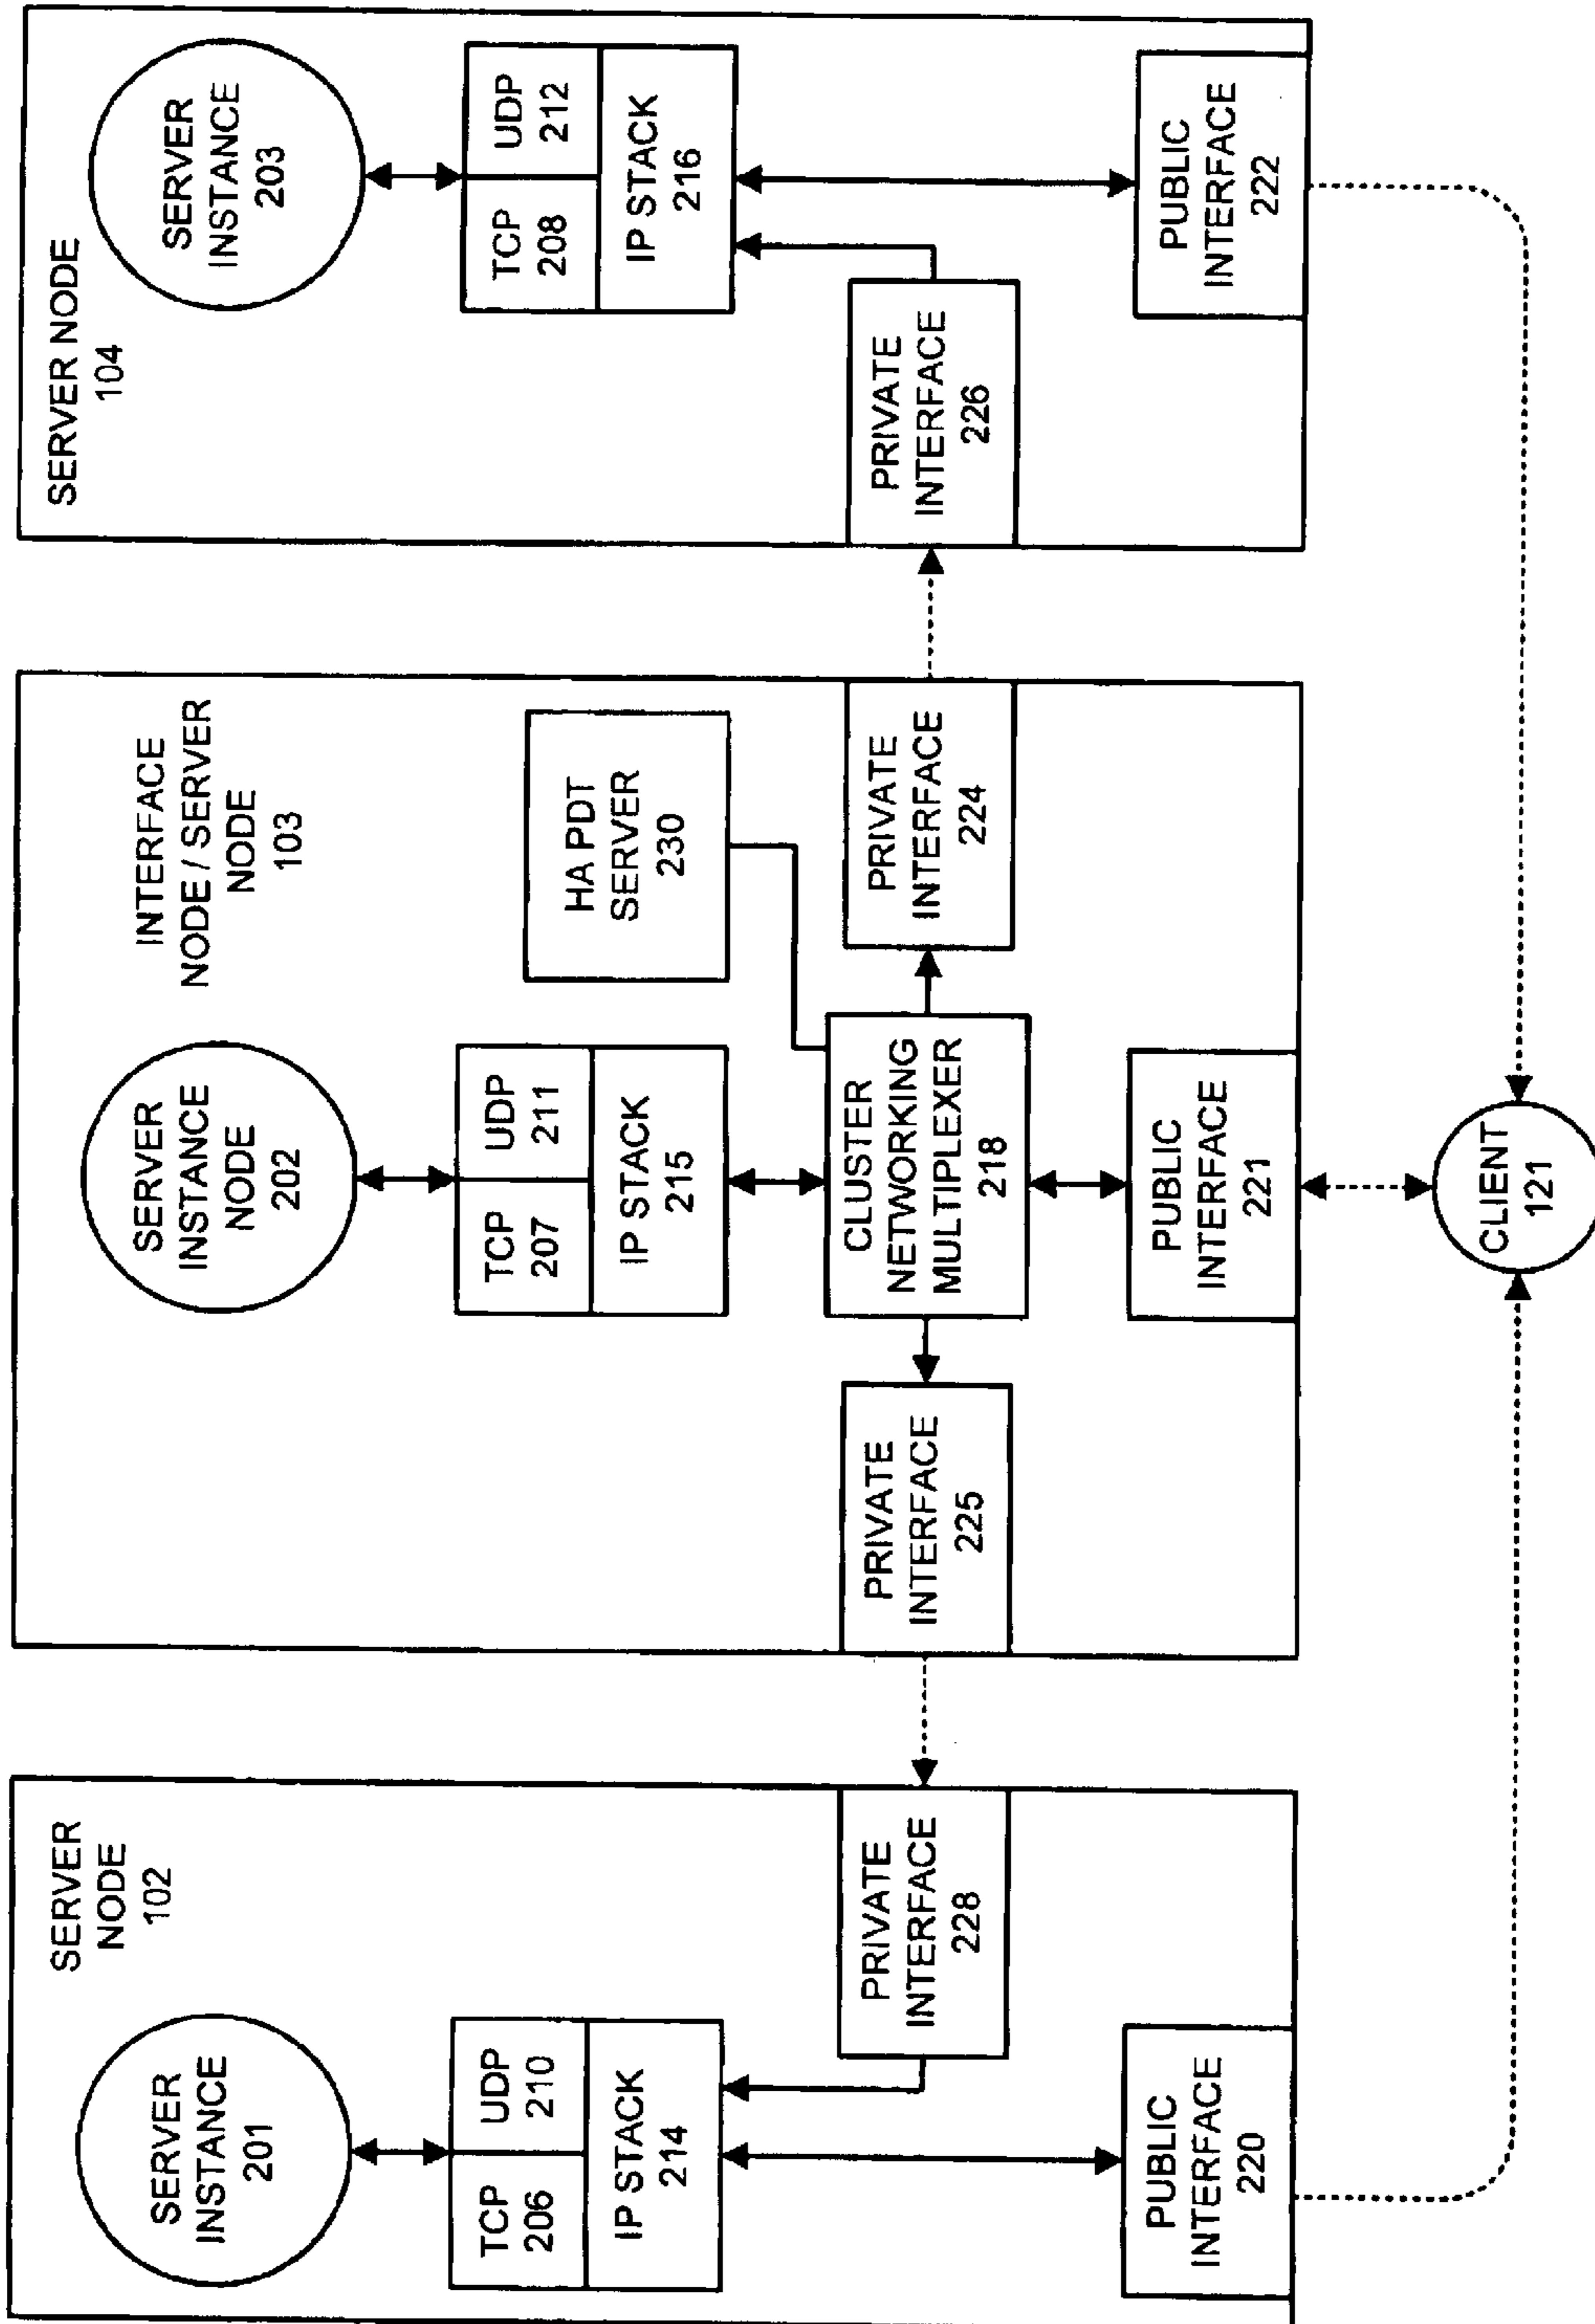 SERVER
NODE
102
SERVER
INSTANCE
201
TCP
206
UDP
210
IP STACK
214
PRIVATE
INTERFACE
228
PUBLIC
INTERFACE
220
INTERFACE
NODE / SERVER
NODE
103
SERVER
INSTANCE
NODE
202
TCP
207
UDP
211
IP STACK
215
HA PDT
SERVER
230
PRIVATE
INTERFACE
225
CLUSTER
NETWORKING
MULTIPLEXER
218
PRIVATE
INTERFACE
224
PUBLIC
INTERFACE
221
SERVER NODE
104
SERVER
INSTANCE
203
TCP
208
UDP
212
IP STACK
216
PRIVATE
INTERFACE
226
PUBLIC
INTERFACE
222
CLIENT
121